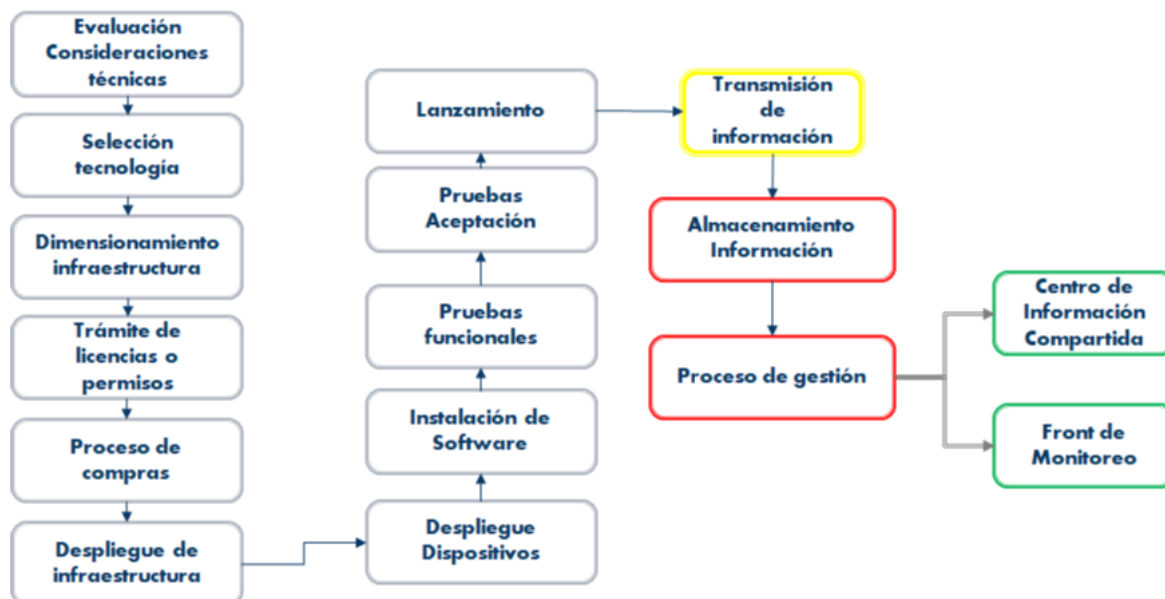 Evaluación
Consideraciones
técnicas
Selección
tecnología
Dimensionamiento
infraestructura
Trámite de
licencias o
permisos
Proceso de
compras
Despliegue de
infraestructura
Despliegue
Dispositivos
Instalación de
Software
Pruebas
funcionales
Pruebas
Aceptación
Lanzamiento
Transmisión
de
información
Almacenamiento
Información
Proceso de gestión
Centro de
Información
Compartida
Front de
Monitoreo